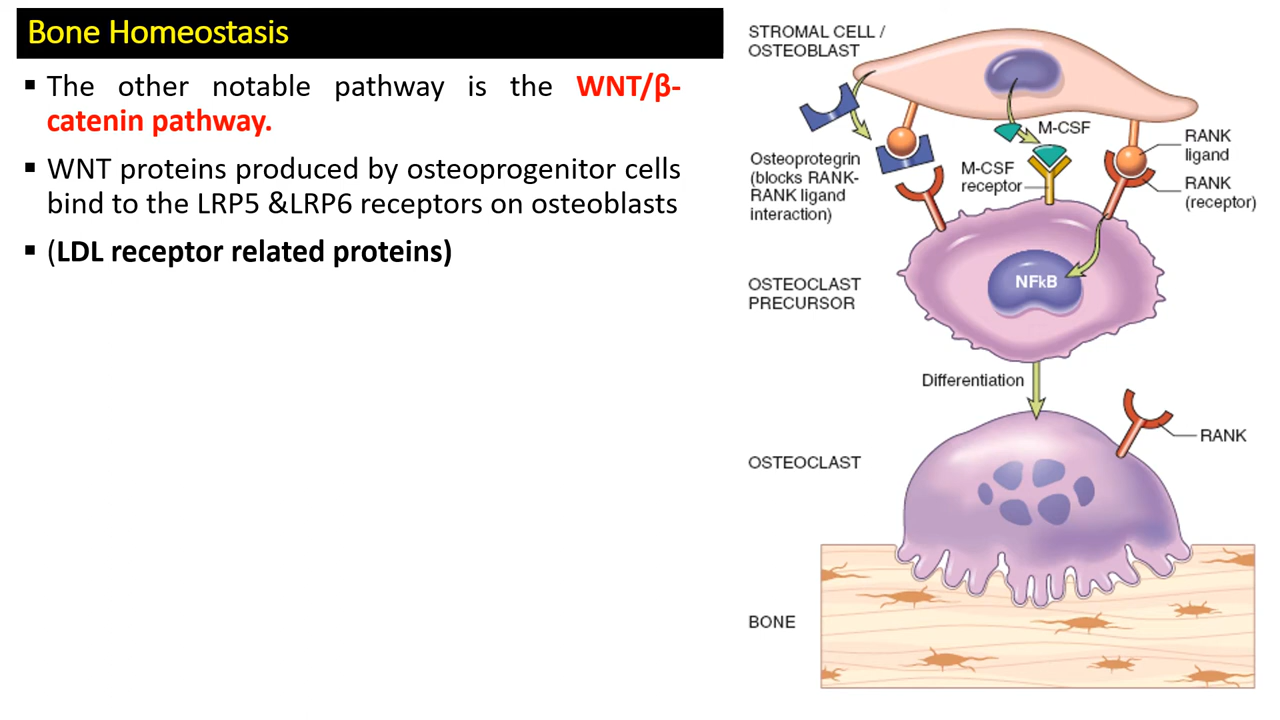 Bone Homeostasis
▪ The other notable pathway is the WNT/β-
catenin pathway.
▪ WNT proteins produced by osteoprogenitor cells
bind to the LRP5 &LRP6 receptors on osteoblasts
▪ (LDL receptor related proteins)
STROMAL CELL /
OSTEOBLAST
M-CSF
RANK
ligand
Osteoprotegrin
(blocks RANK-
RANK ligand
interaction)
M-CSF
receptor
RANK
(receptor)
OSTEOCLAST
PRECURSOR
NFkB
Differentiation
RANK
OSTEOCLAST
BONE